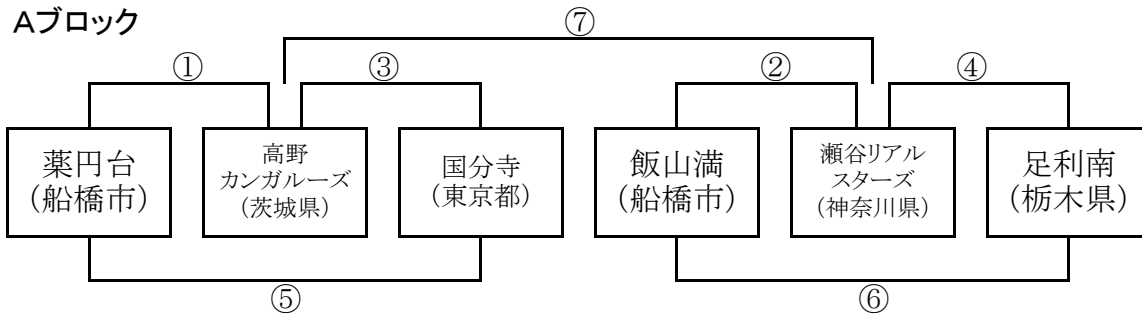 Aブロック
⑦
①
③
②
④
薬円台
(船橋市)
高野
カンガルーズ
(茨城県)
国分寺
(東京都)
飯山満
(船橋市)
瀬谷リアル
スターズ
(神奈川県)
足利南
(栃木県)
⑤
⑥